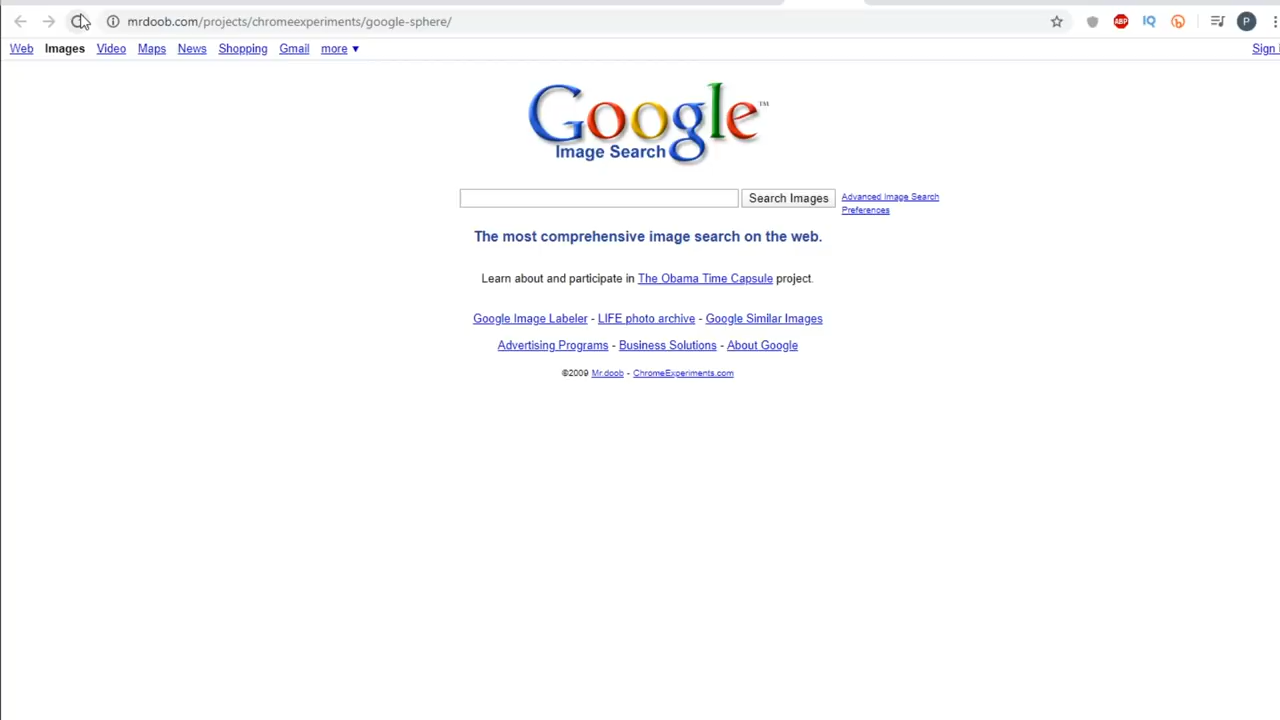 mrdoob.com/projects/chromeexperiments/google-sphere/
ABP IQ P
Web Images Video Maps News Shopping Gmail more ▼ Sign
Google™
Image Search
Search Images Advanced Image Search
Preferences
The most comprehensive image search on the web.
Learn about and participate in The Obama Time Capsule project.
Google Image Labeler - LIFE photo archive - Google Similar Images
Advertising Programs - Business Solutions - About Google
©2009 Mr.doob - ChromeExperiments.com